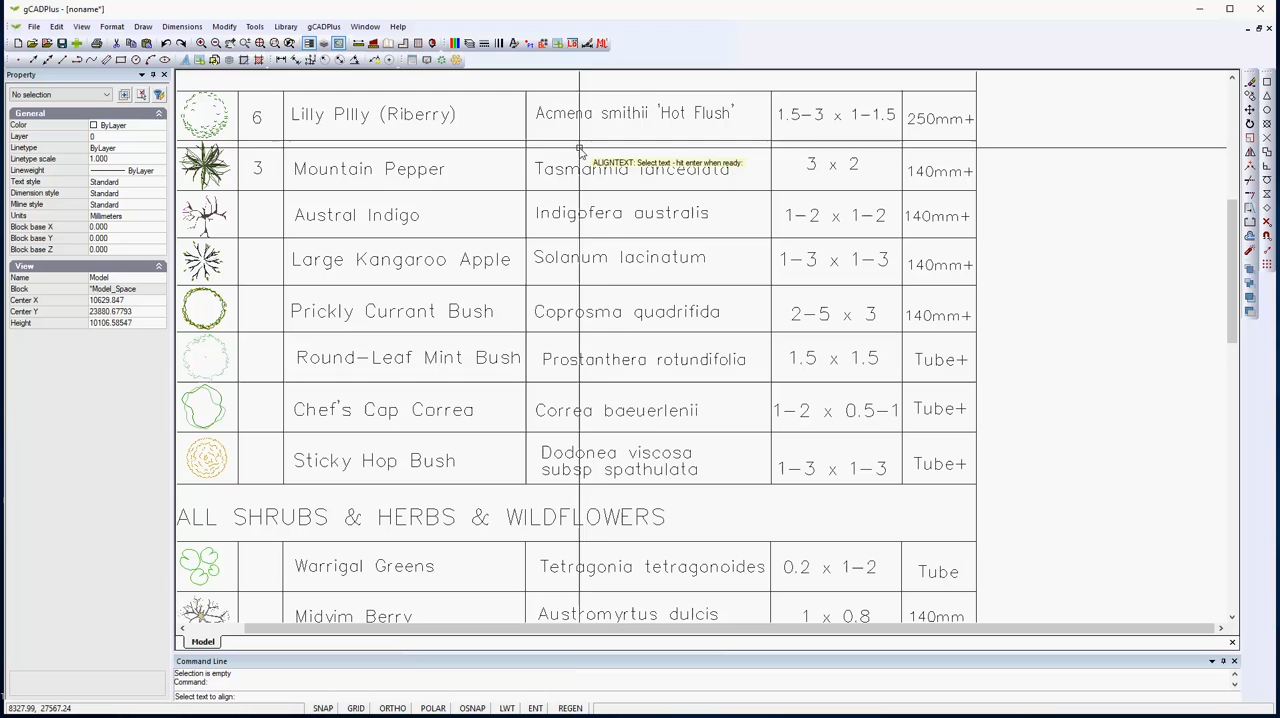 gCADPlus - [noname*]
File Edit View Format Draw Dimensions Modify Tools Library gCADPlus Window Help
Property
No selection
General
Color ByLayer
Layer 0
Linetype ByLayer
Linetype scale 1.000
Lineweight ByLayer
Text style Standard
Dimension style Standard
Mline style Standard
Units Millimeters
Block base X 0.000
Block base Y 0.000
Block base Z 0.000
View
Name Model
Block *Model_Space
Center X 10629.847
Center Y 23880.67793
Height 10106.58547
6 Lilly PIlly (Riberry) Acmena smithii 'Hot Flush' 1.5-3 x 1-1.5 250mm+
ALIGNTEXT: Select text - hit enter when ready:
3 Mountain Pepper Tasmannia lanceolata 3 x 2 140mm+
Austral Indigo Indigofera australis 1-2 x 1-2 140mm+
Large Kangaroo Apple Solanum lacinatum 1-3 x 1-3 140mm+
Prickly Currant Bush Coprosma quadrifida 2-5 x 3 140mm+
Round-Leaf Mint Bush Prostanthera rotundifolia 1.5 x 1.5 Tube+
Chef's Cap Correa Correa baeuerlenii 1-2 x 0.5-1 Tube+
Sticky Hop Bush Dodonea viscosa
subsp spathulata 1-3 x 1-3 Tube+
ALL SHRUBS & HERBS & WILDFLOWERS
Warrigal Greens Tetragonia tetragonoides 0.2 x 1-2 Tube
Midyim Berry Austromyrtus dulcis 1 x 0.8 140mm
Model
Command Line
Selection is empty
Command:
Select text to align:
8327.99, 27567.24 SNAP GRID ORTHO POLAR OSNAP LWT ENT REGEN